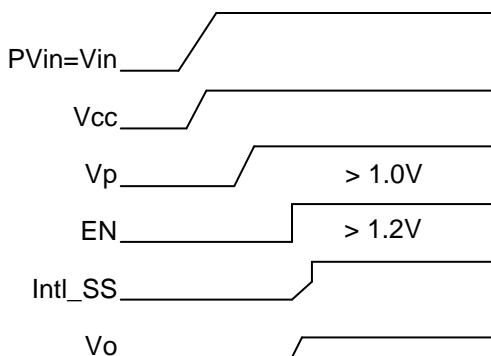 PVin=Vin
Vcc
Vp
> 1.0V
EN
> 1.2V
Intl_SS
Vo